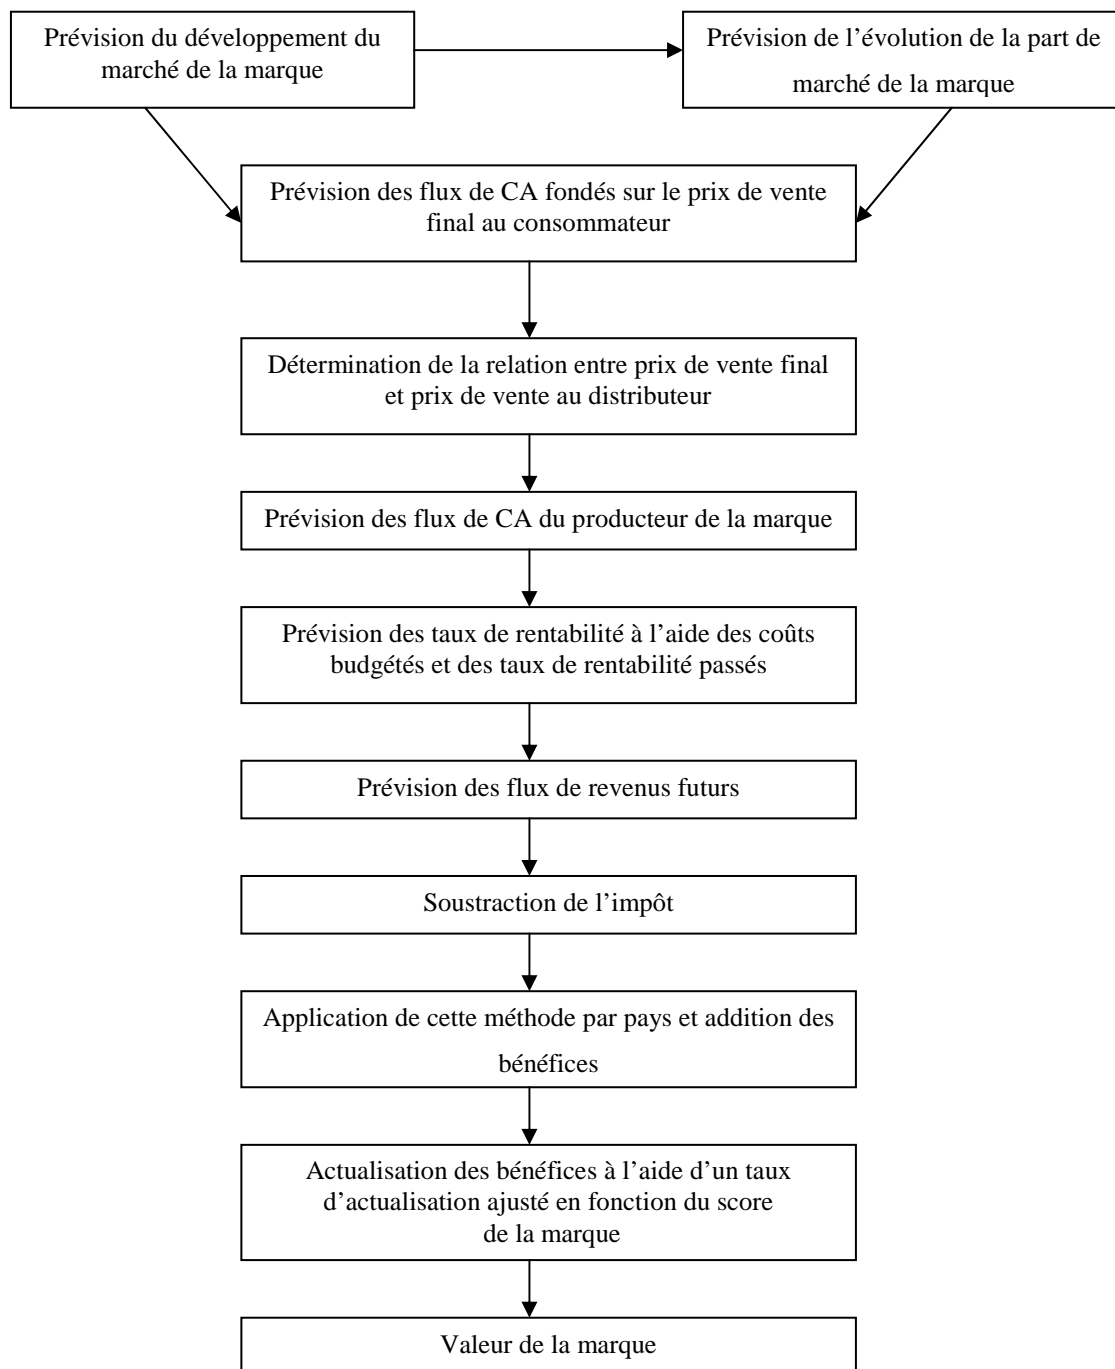 Prévision du développement du
marché de la marque
Prévision de l’évolution de la part de
marché de la marque
Prévision des flux de CA fondés sur le prix de vente
final au consommateur
Détermination de la relation entre prix de vente final
et prix de vente au distributeur
Prévision des flux de CA du producteur de la marque
Prévision des taux de rentabilité à l’aide des coûts
budgétés et des taux de rentabilité passés
Prévision des flux de revenus futurs
Soustraction de l’impôt
Application de cette méthode par pays et addition des
bénéfices
Actualisation des bénéfices à l’aide d’un taux
d’actualisation ajusté en fonction du score
de la marque
Valeur de la marque